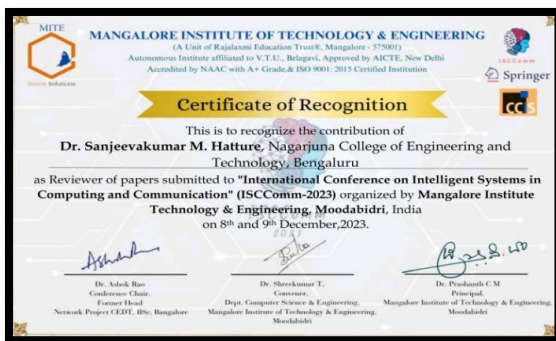 MITE
MANGALORE INSTITUTE OF TECHNOLOGY & ENGINEERING
(A Unit of Rajalaxmi Education Trust®, Mangalore - 575001)
Autonomous Institute affiliated to V.T.U., Belagavi, Approved by AICTE, New Delhi
Accredited by NAAC with A+ Grade,& ISO 9001: 2015 Certified Institution
Invent Solutions
ISCComm
Springer
ccis
Certificate of Recognition
This is to recognize the contribution of
Dr. Sanjeevakumar M. Hatture, Nagarjuna College of Engineering and
Technology, Bengaluru
as Reviewer of papers submitted to "International Conference on Intelligent Systems in
Computing and Communication" (ISCComm-2023) organized by Mangalore Institute
Technology & Engineering, Moodabidri, India
on 8th and 9th December,2023.
2023
Dr. Ashok Rao
Conference Chair,
Former Head
Network Project CEDT, IISc, Bangalore
Dr. Shreekumar T,
Convener,
Dept. Computer Science & Engineering,
Mangalore Institute of Technology & Engineering,
Moodabidri
Dr. Prashanth C M
Principal,
Mangalore Institute of Technology & Engineering,
Moodabidri